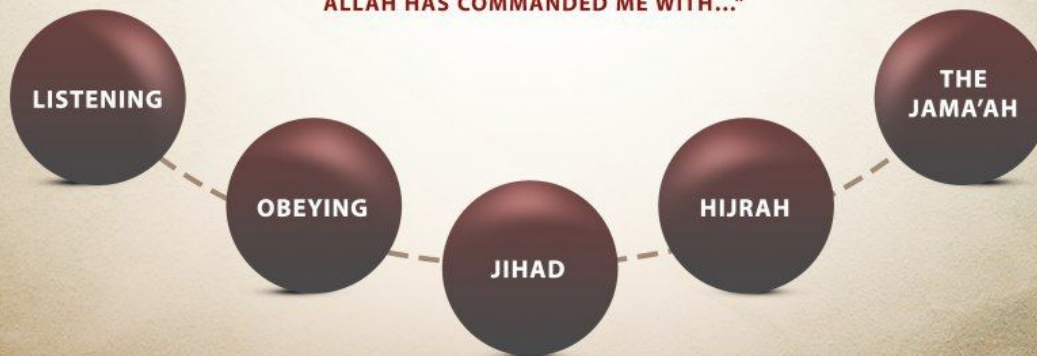 ALLAH HAS COMMANDED ME WITH..."
LISTENING
OBEYING
JIHAD
HIJRAH
THE
JAMA'AH